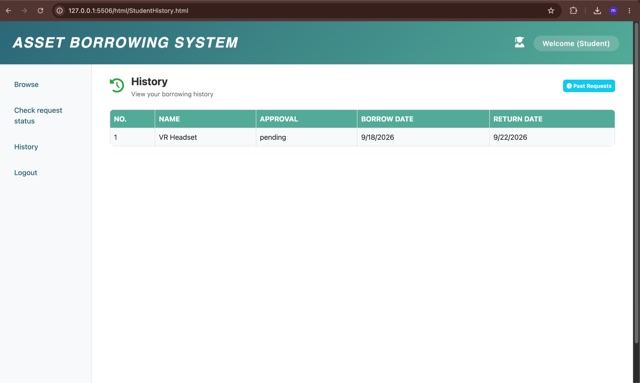 127.0.0.1:5506/html/StudentHistory.html
m
ASSET BORROWING SYSTEM
Welcome (Student)
Browse
Check request
status
History
Logout
History
View your borrowing history
Past Requests
NO. NAME APPROVAL BORROW DATE RETURN DATE
1 VR Headset pending 9/18/2026 9/22/2026